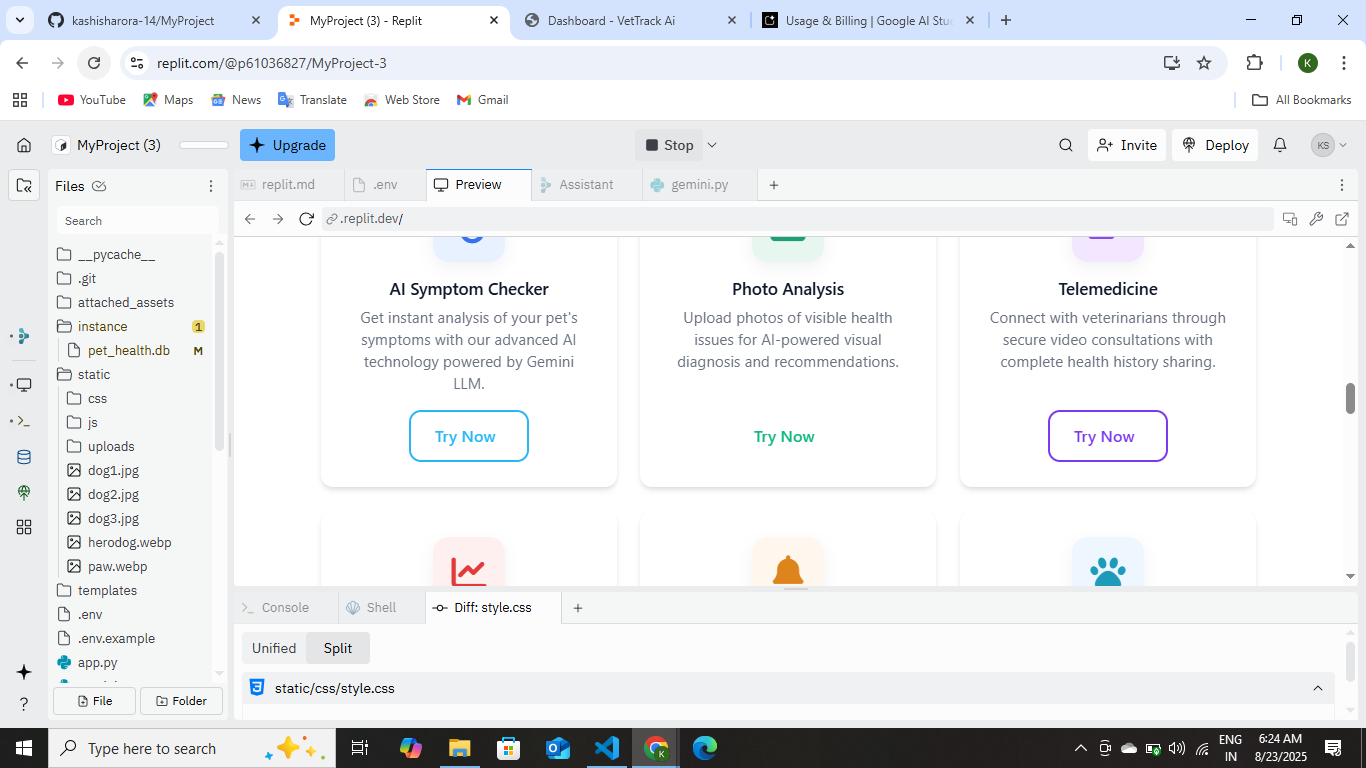 kashisharora-14/MyProject
MyProject (3) - Replit
Dashboard - VetTrack Ai
Usage & Billing | Google AI Stu
replit.com/@p61036827/MyProject-3
K
YouTube
Maps
News
Translate
Web Store
Gmail
All Bookmarks
MyProject (3)
Upgrade
Stop
Invite
Deploy
KS
Files
replit.md
.env
Preview
Assistant
gemini.py
Search
.replit.dev/
__pycache__
.git
attached_assets
instance
1
pet_health.db
M
static
css
js
uploads
dog1.jpg
dog2.jpg
dog3.jpg
herodog.webp
paw.webp
templates
.env
.env.example
app.py
File
Folder
AI Symptom Checker
Get instant analysis of your pet's
symptoms with our advanced AI
technology powered by Gemini
LLM.
Try Now
Photo Analysis
Upload photos of visible health
issues for AI-powered visual
diagnosis and recommendations.
Try Now
Telemedicine
Connect with veterinarians through
secure video consultations with
complete health history sharing.
Try Now
Console
Shell
Diff: style.css
Unified
Split
static/css/style.css
Type here to search
ENG
IN
6:24 AM
8/23/2025